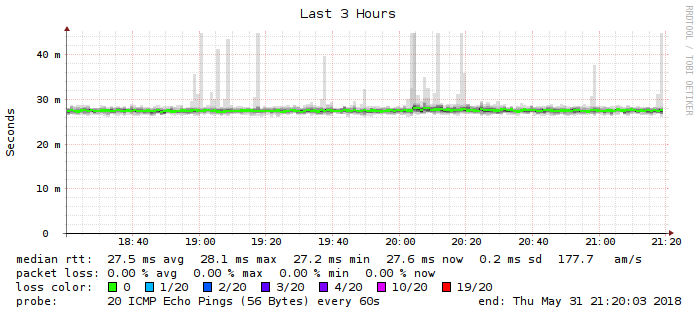 Last 3 Hours
RRDTOOL / TOBI OETIKER
Seconds
40 m
30 m
20 m
10 m
0
18:40 19:00 19:20 19:40 20:00 20:20 20:40 21:00 21:20
median rtt: 27.5 ms avg 28.1 ms max 27.2 ms min 27.6 ms now 0.2 ms sd 177.7 am/s
packet loss: 0.00 % avg 0.00 % max 0.00 % min 0.00 % now
loss color: 0 1/20 2/20 3/20 4/20 10/20 19/20
probe: 20 ICMP Echo Pings (56 Bytes) every 60s end: Thu May 31 21:20:03 2018